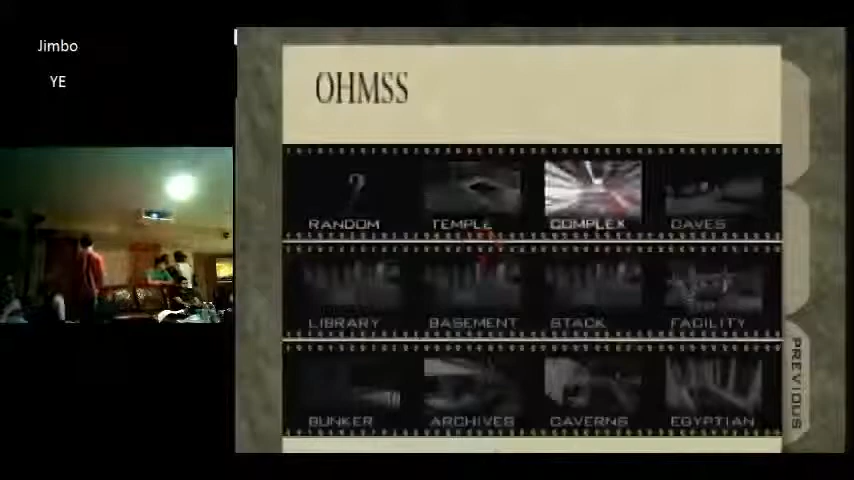 Jimbo
YE
OHMSS
RANDOM TEMPLE COMPLEX CAVES
LIBRARY BASEMENT STACK FACILITY
BUNKER ARCHIVES CAVERNS EGYPTIAN
PREVIOUS